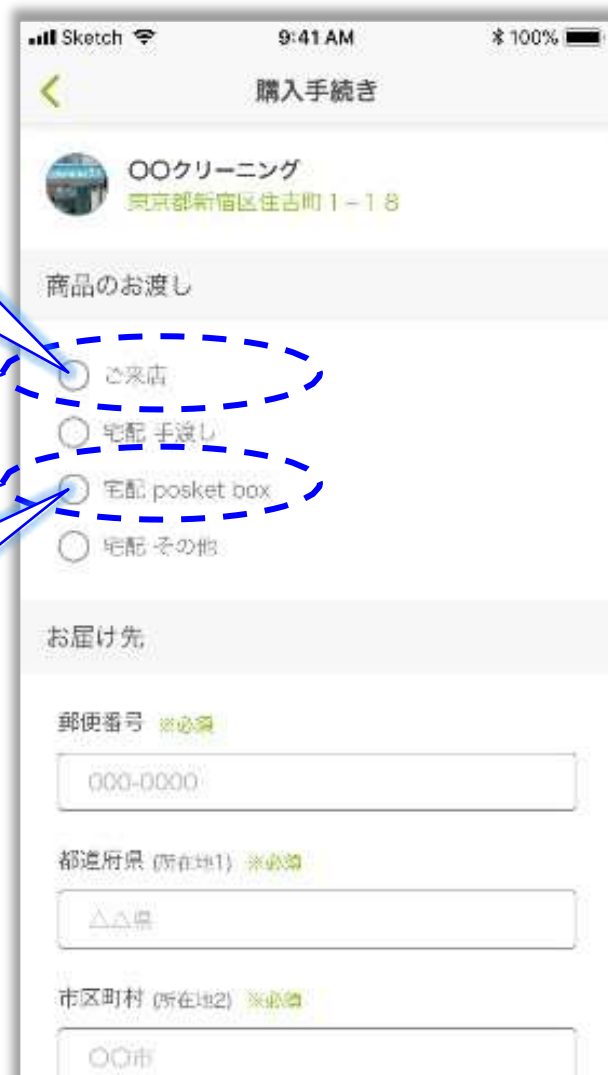 Sketch 9:41 AM 100%
購入手続き
〇〇クリーニング
東京都新宿区住吉町1−18
商品のお渡し
ご来店
宅配 手渡し
宅配 posket box
宅配 その他
お届け先
郵便番号 ※必須
000-0000
都道府県 (所在地1) ※必須
△△県
市区町村 (所在地2) ※必須
〇〇市